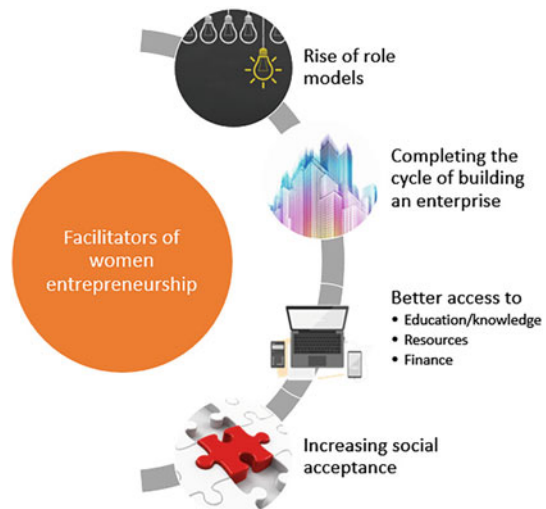 Rise of role
models
Completing the
cycle of building
an enterprise
Facilitators of
women
entrepreneurship
Better access to
• Education/knowledge
• Resources
• Finance
Increasing social
acceptance